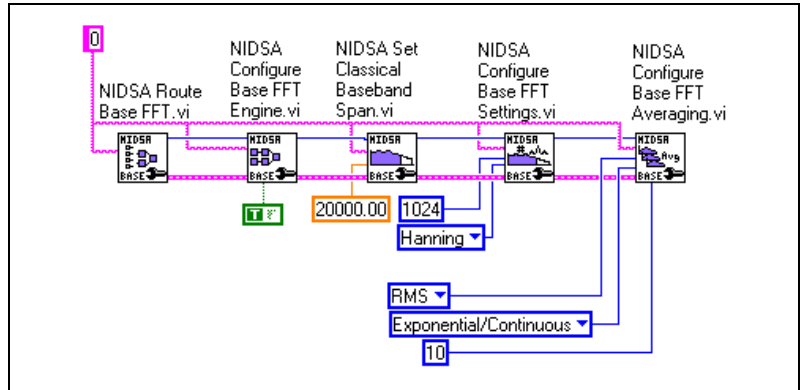 0
NIDSA Route
Base FFT.vi
NIDSA
Configure
Base FFT
Engine.vi
NIDSA Set
Classical
Baseband
Span.vi
NIDSA
Configure
Base FFT
Settings.vi
NIDSA
Configure
Base FFT
Averaging.vi
NIDSA
BASE
NIDSA
BASE
NIDSA
BASE
NIDSA
#
BASE
NIDSA
Avg
BASE
T F
20000.00
1024
Hanning
RMS
Exponential/Continuous
10